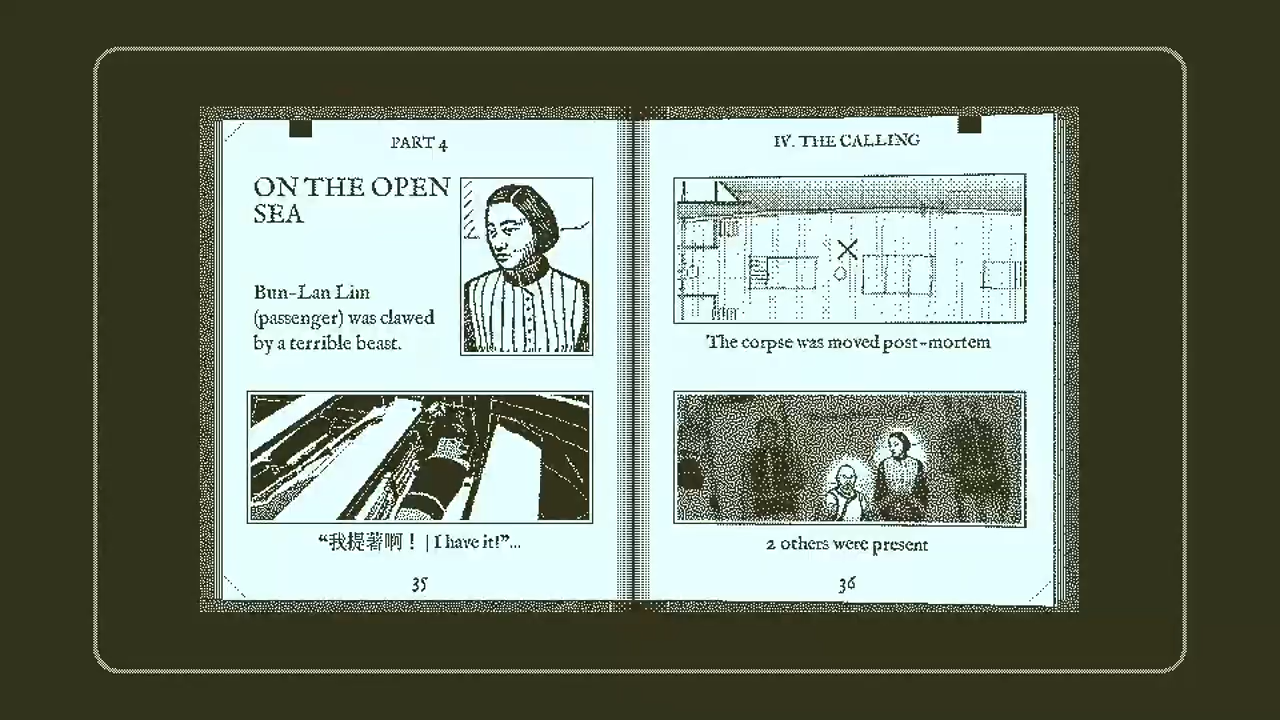 PART 4
ON THE OPEN
SEA
Bun-Lan Lim
(passenger) was clawed
by a terrible beast.
“我提著啊！ | I have it!”...
35
IV. THE CALLING
The corpse was moved post-mortem
2 others were present
36